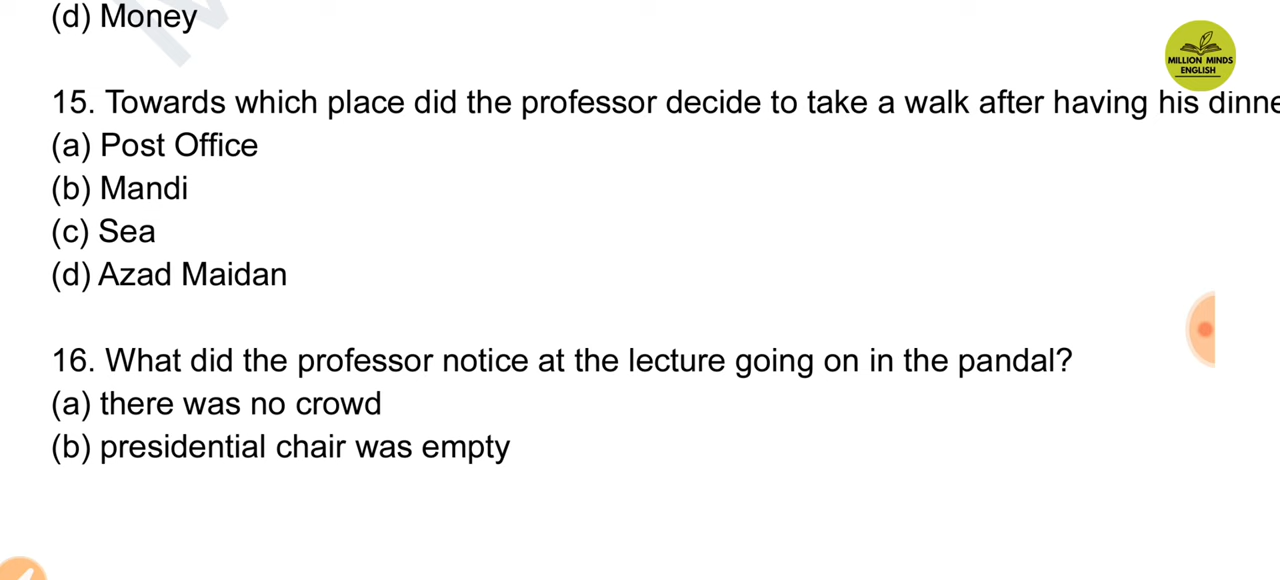 (d) Money
MILLION MINDS
ENGLISH
15. Towards which place did the professor decide to take a walk after having his dinne
(a) Post Office
(b) Mandi
(c) Sea
(d) Azad Maidan
16. What did the professor notice at the lecture going on in the pandal?
(a) there was no crowd
(b) presidential chair was empty